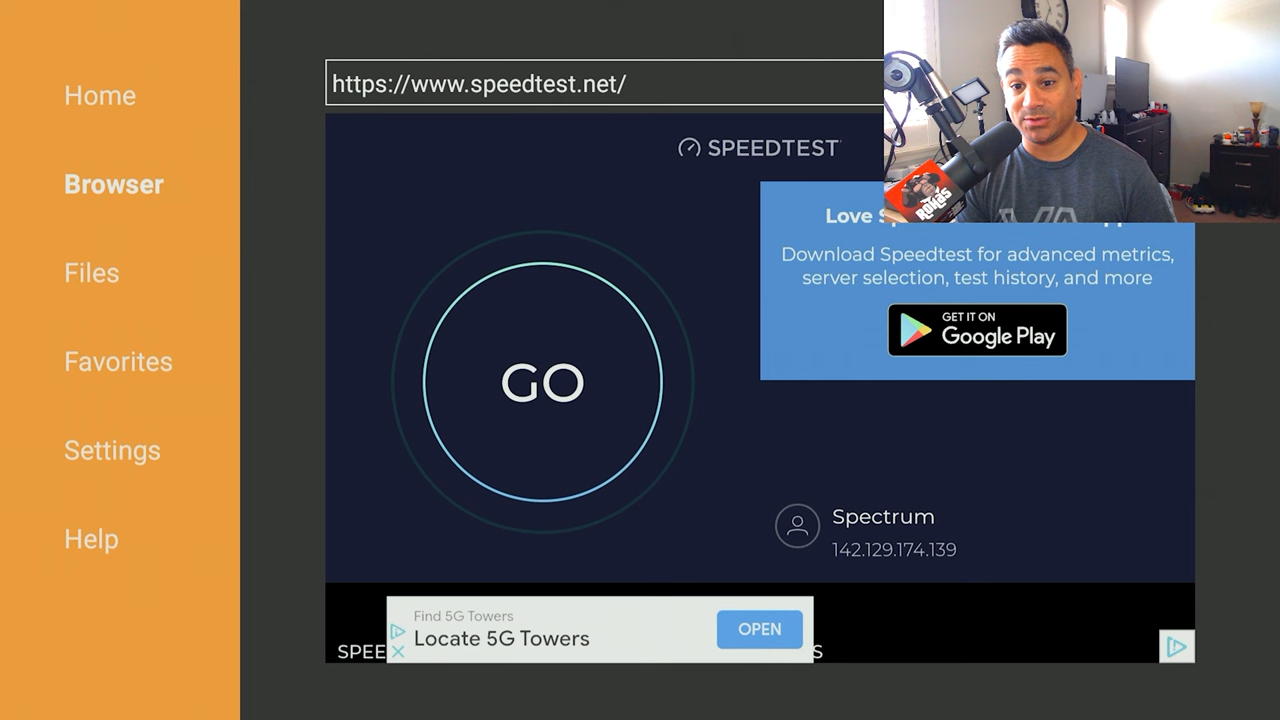 Home
Browser
Files
Favorites
Settings
Help
https://www.speedtest.net/
SPEEDTEST
Love
Download Speedtest for advanced metrics,
server selection, test history, and more
GET IT ON
Google Play
GO
Spectrum
142.129.174.139
Find 5G Towers
Locate 5G Towers
OPEN
ROKAS